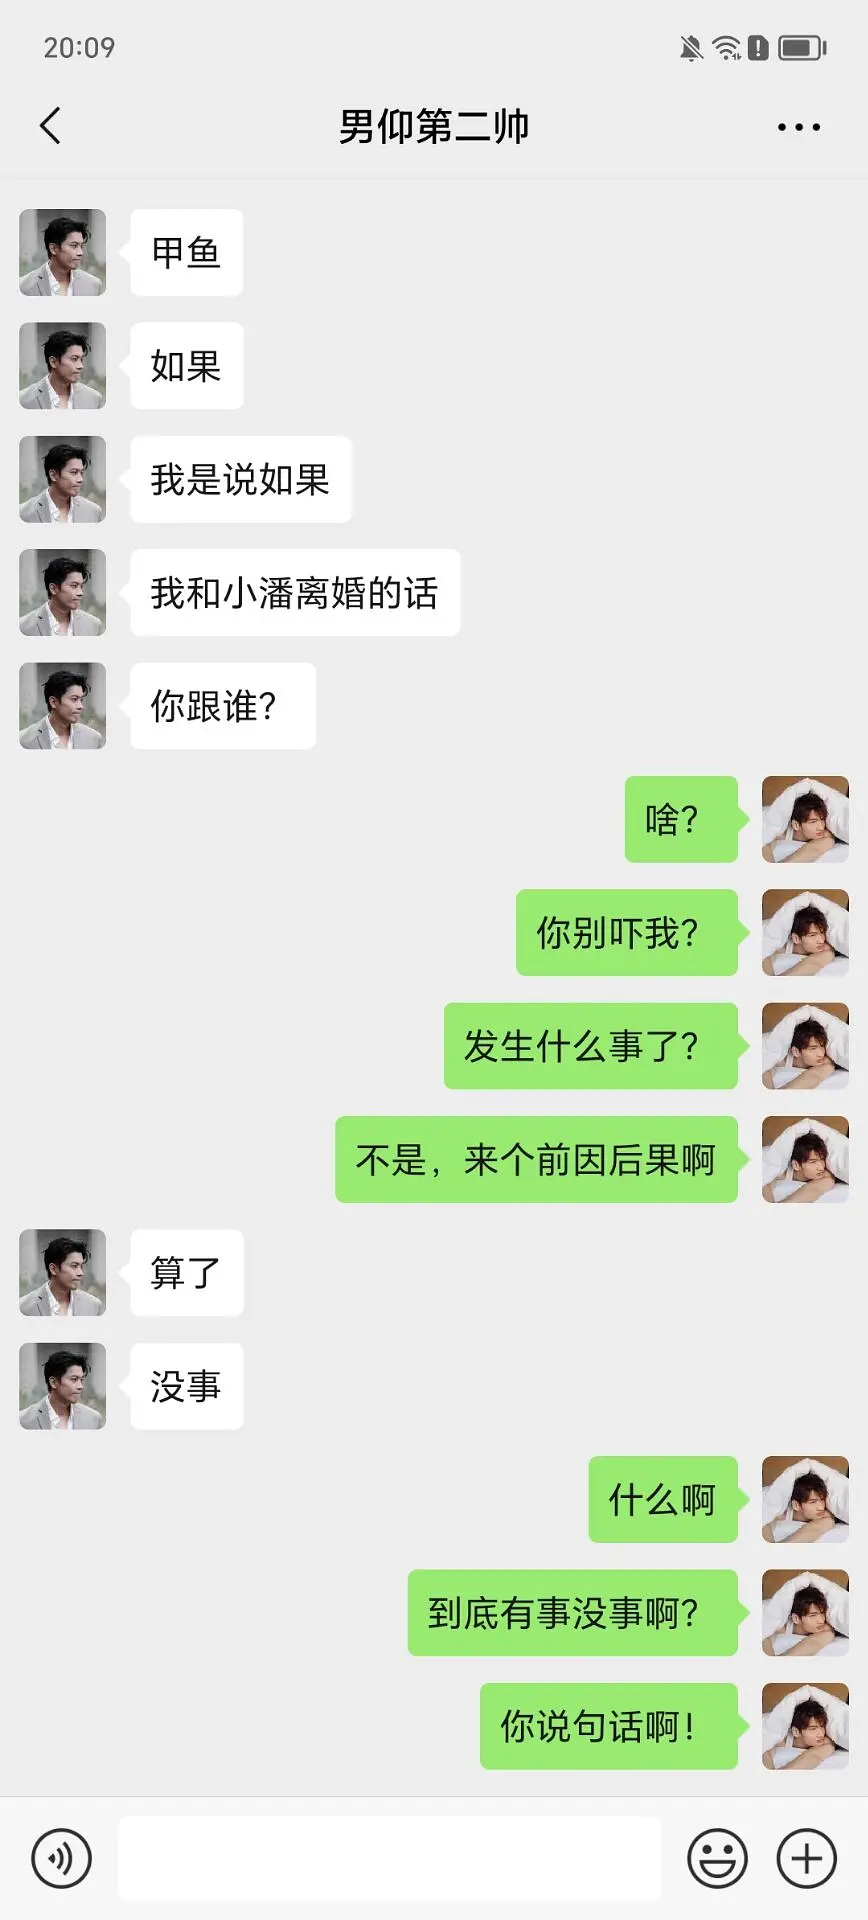 20:09
男仰第二帅
甲鱼
如果
我是说如果
我和小潘离婚的话
你跟谁？
啥？
你别吓我？
发生什么事了？
不是，来个前因后果啊
算了
没事
什么啊
到底有事没事啊？
你说句话啊！